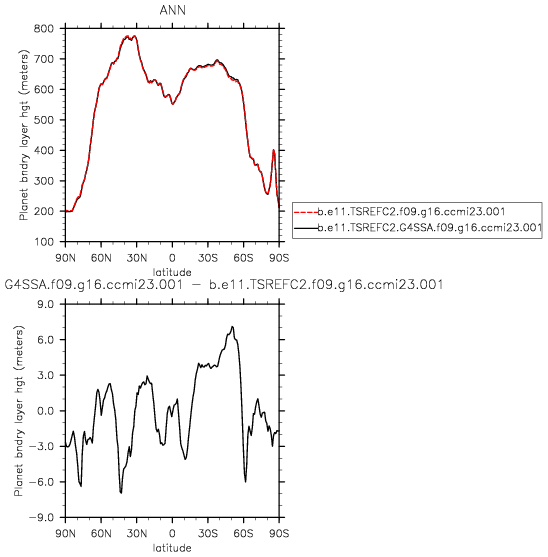 ANN
Planet bndry layer hgt (meters)
800
700
600
500
400
300
200
100
90N 60N 30N 0 30S 60S 90S
latitude
b.e11.TSREFC2.f09.g16.ccmi23.001
b.e11.TSREFC2.G4SSA.f09.g16.ccmi23.001
G4SSA.f09.g16.ccmi23.001 − b.e11.TSREFC2.f09.g16.ccmi23.001
Planet bndry layer hgt (meters)
9.0
6.0
3.0
0.0
-3.0
-6.0
-9.0
90N 60N 30N 0 30S 60S 90S
latitude